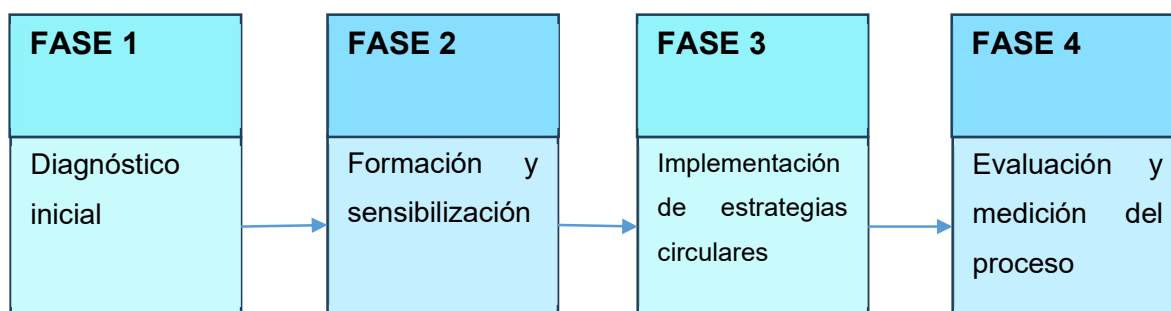 FASE 1
Diagnóstico
inicial
FASE 2
Formación y
sensibilización
FASE 3
Implementación
de estrategias
circulares
FASE 4
Evaluación y
medición del
proceso